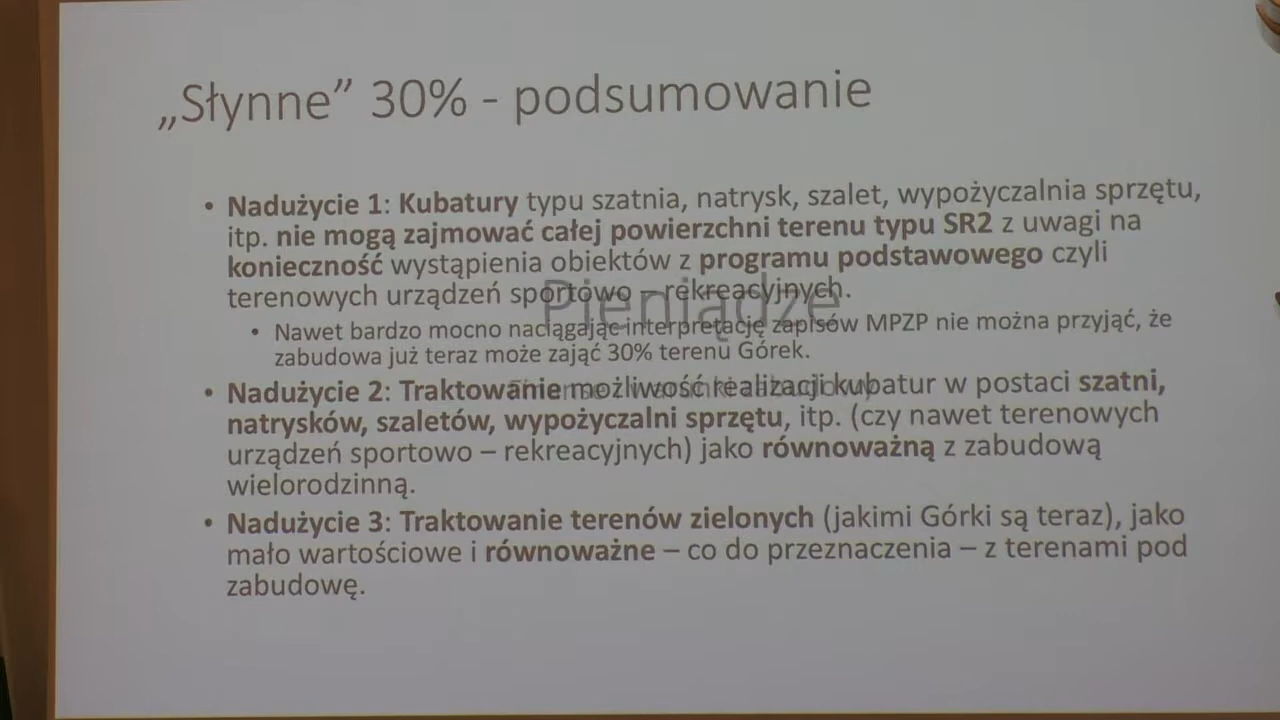 „Słynne” 30% - podsumowanie
• Nadużycie 1: Kubatury typu szatnia, natrysk, szalet, wypożyczalnia sprzętu,
itp. nie mogą zajmować całej powierzchni terenu typu SR2 z uwagi na
konieczność wystąpienia obiektów z programu podstawowego czyli
terenowych urządzeń sportowo – rekreacyjnych.
Pieniądze
• Nawet bardzo mocno naciągając interpretację zapisów MPZP nie można przyjąć, że
zabudowa już teraz może zająć 30% terenu Górek.
• Nadużycie 2: Traktowanie możliwość realizacji kubatur w postaci szatni,
natrysków, szaletów, wypożyczalni sprzętu, itp. (czy nawet terenowych
urządzeń sportowo – rekreacyjnych) jako równoważną z zabudową
wielorodzinną.
• Nadużycie 3: Traktowanie terenów zielonych (jakimi Górki są teraz), jako
mało wartościowe i równoważne – co do przeznaczenia – z terenami pod
zabudowę.